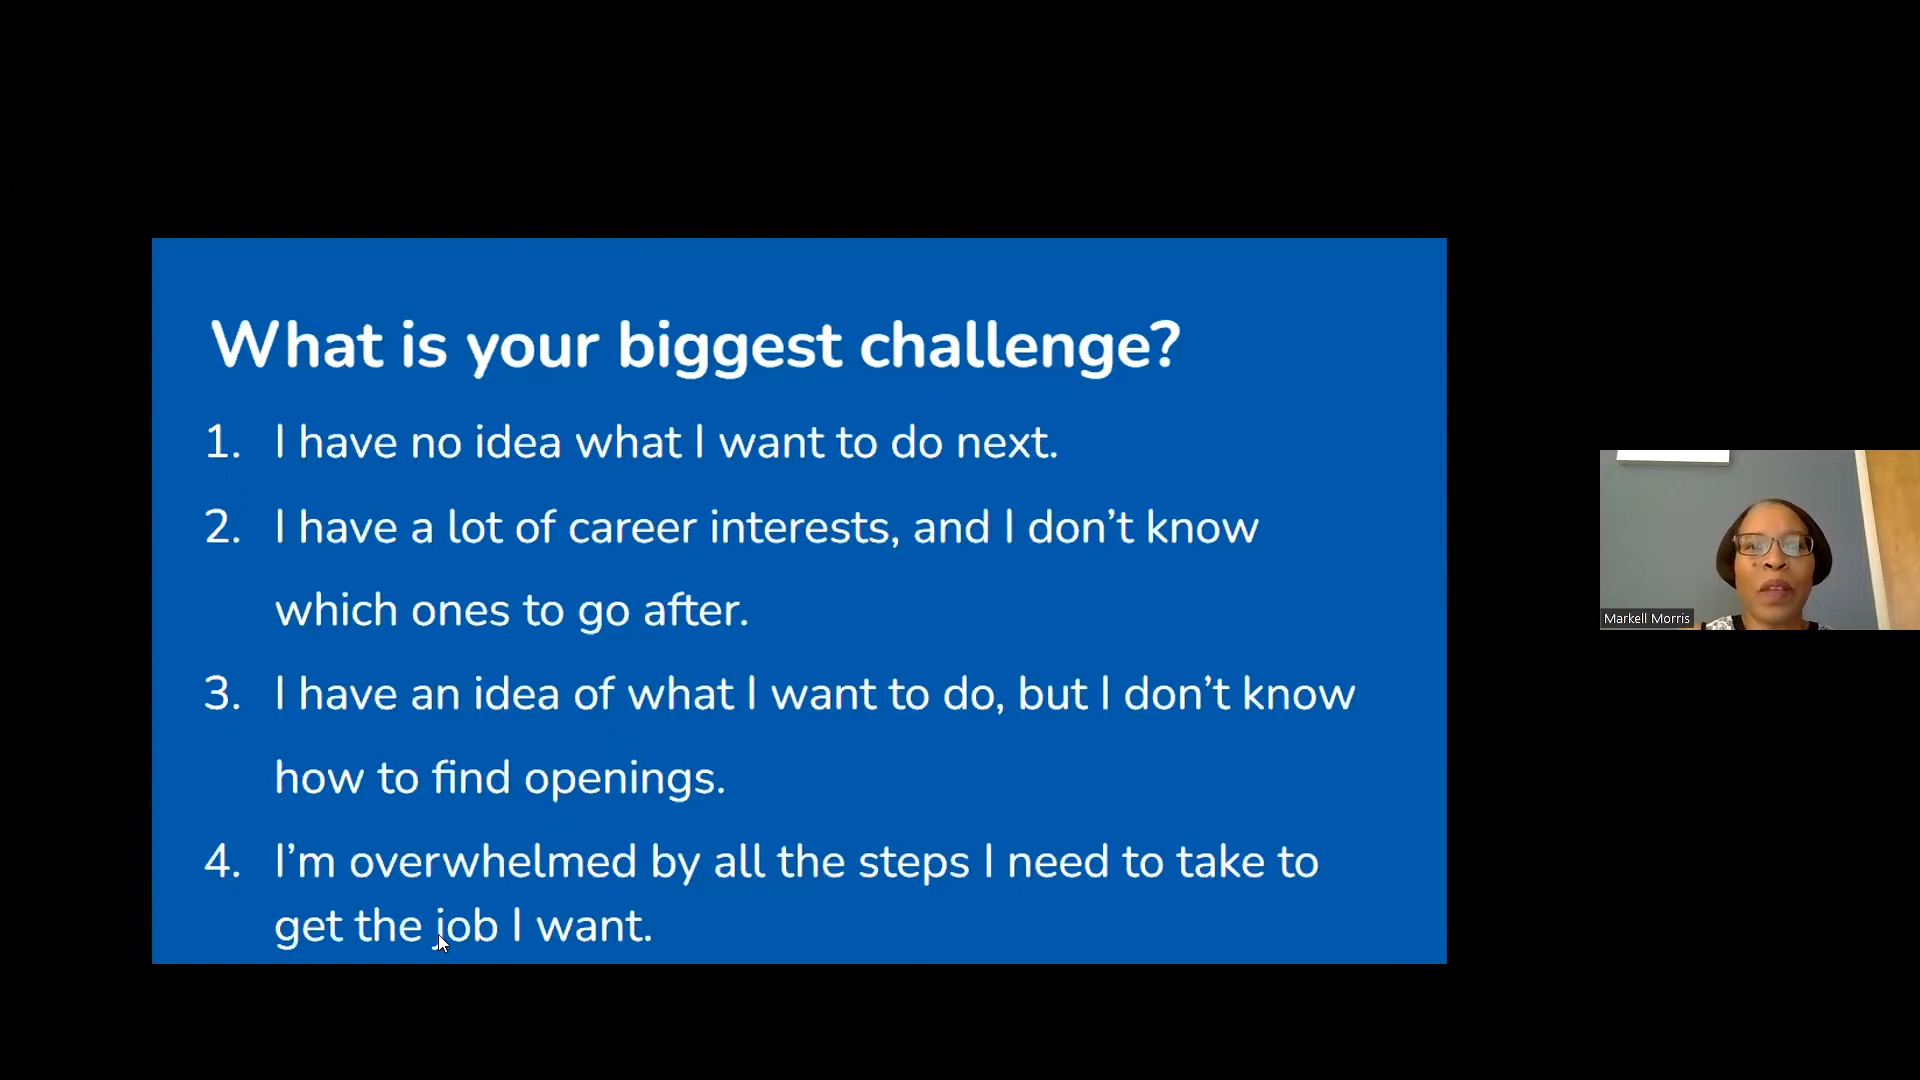 What is your biggest challenge?
1. I have no idea what I want to do next.
2. I have a lot of career interests, and I don’t know
which ones to go after.
3. I have an idea of what I want to do, but I don’t know
how to find openings.
4. I’m overwhelmed by all the steps I need to take to
get the job I want.
Markell Morris